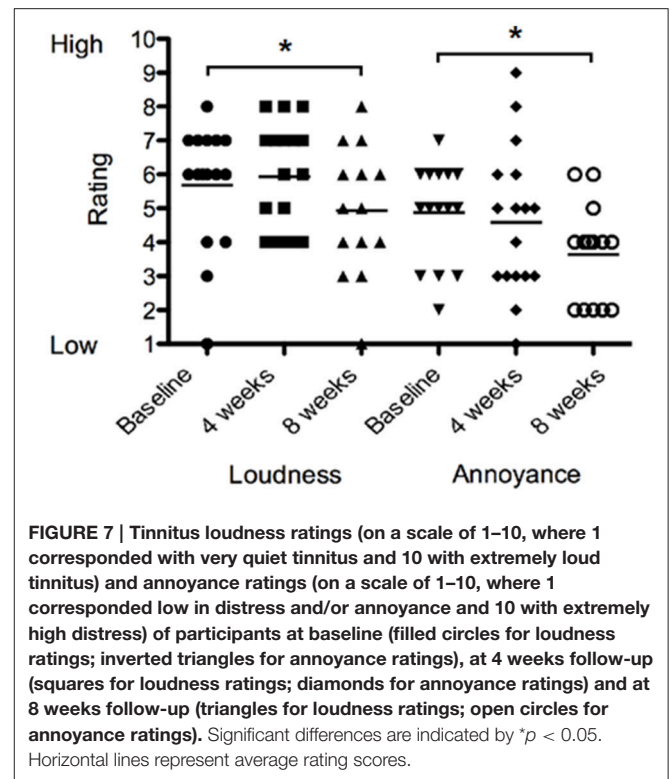 High
10
9
8
7
6
5
4
3
2
Low
1
Rating
*
*
Baseline
4 weeks
8 weeks
Baseline
4 weeks
8 weeks
Loudness
Annoyance
FIGURE 7 | Tinnitus loudness ratings (on a scale of 1–10, where 1
corresponded with very quiet tinnitus and 10 with extremely loud
tinnitus) and annoyance ratings (on a scale of 1–10, where 1
corresponded low in distress and/or annoyance and 10 with extremely
high distress) of participants at baseline (filled circles for loudness
ratings; inverted triangles for annoyance ratings), at 4 weeks follow-up
(squares for loudness ratings; diamonds for annoyance ratings) and at
8 weeks follow-up (triangles for loudness ratings; open circles for
annoyance ratings). Significant differences are indicated by *p < 0.05.
Horizontal lines represent average rating scores.